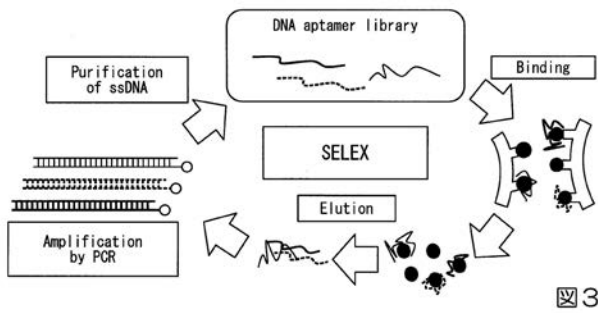 DNA aptamer library
Purification
of ssDNA
Binding
SELEX
Elution
Amplification
by PCR
図3